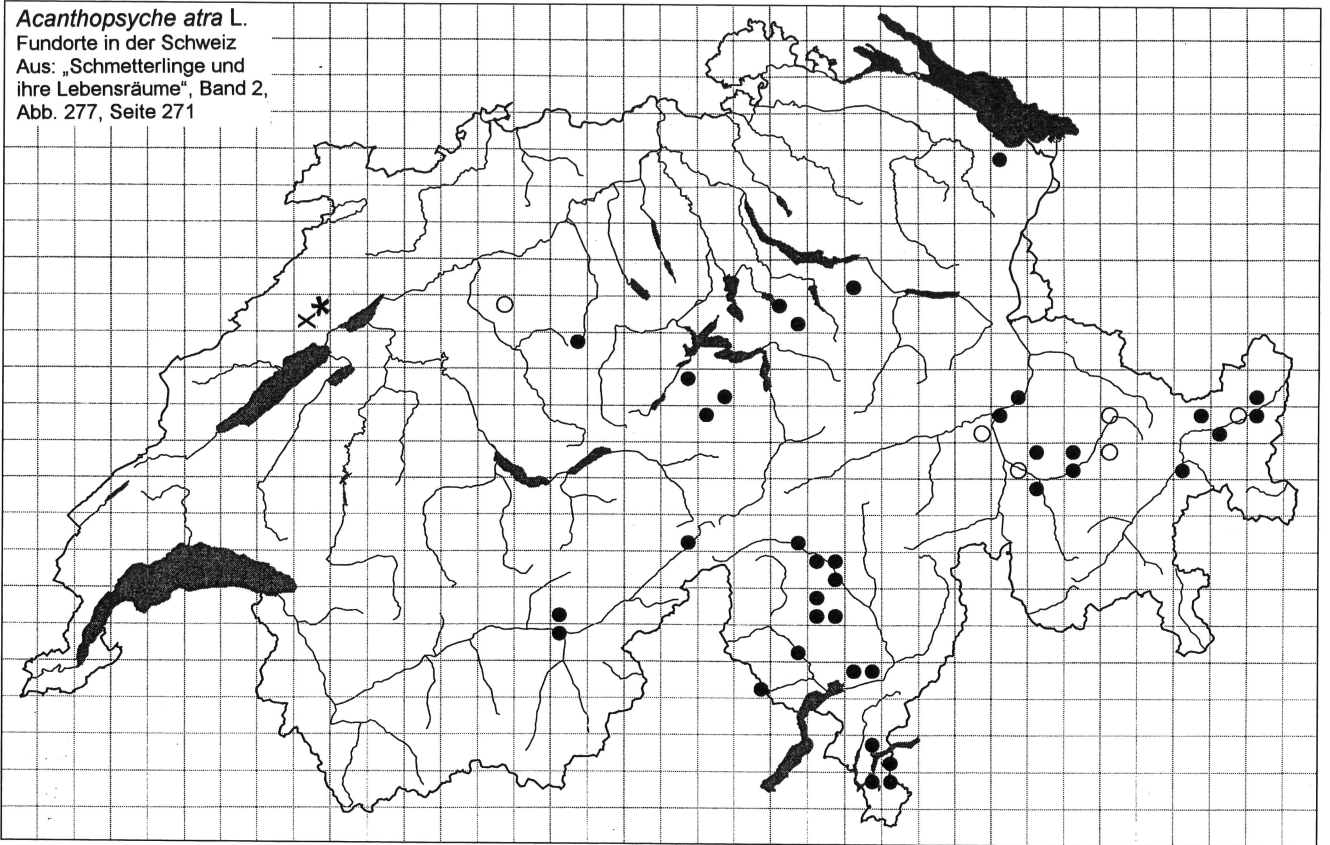 Acanthopsyche atra L.
Fundorte in der Schweiz
Aus: „Schmetterlinge und
ihre Lebensräume“, Band 2,
Abb. 277, Seite 271